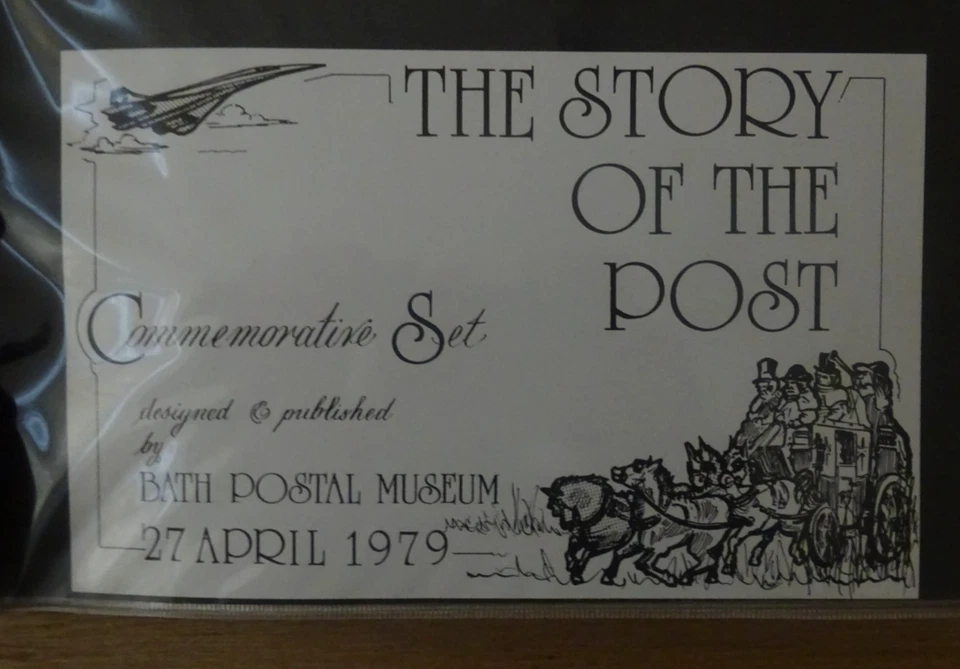 THE STORY
OF THE
POST
Commemorative Set
designed & published
by
BATH POSTAL MUSEUM
27 APRIL 1979